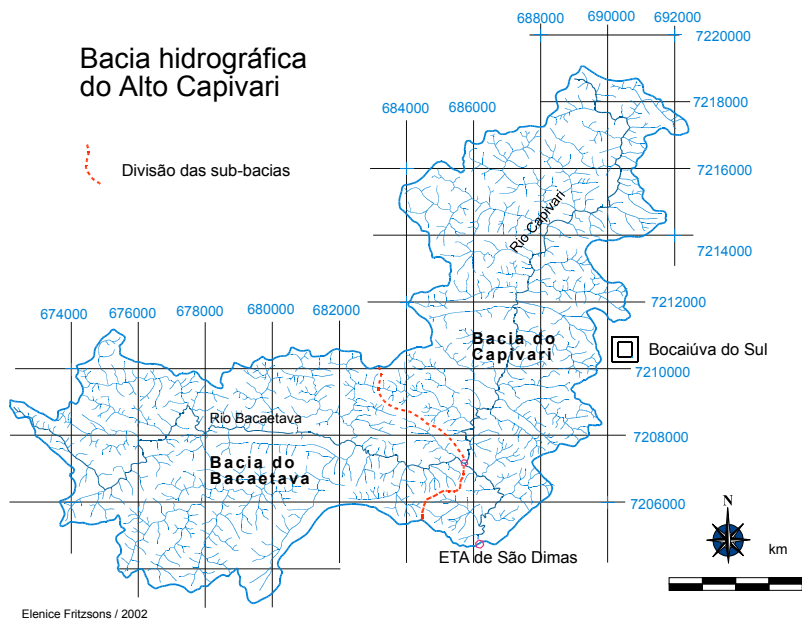 Bacia hidrográfica
do Alto Capivari
Divisão das sub-bacias
688000 690000 692000
7220000
684000 686000
7218000
7216000
Rio Capivari
7214000
7212000
674000 676000 678000 680000 682000
Bacia do
Capivari
Bocaiúva do Sul
7210000
Rio Bacaetava
7208000
Bacia do
Bacaetava
7206000
N
ETA de São Dimas
km
Elenice Fritzsons / 2002